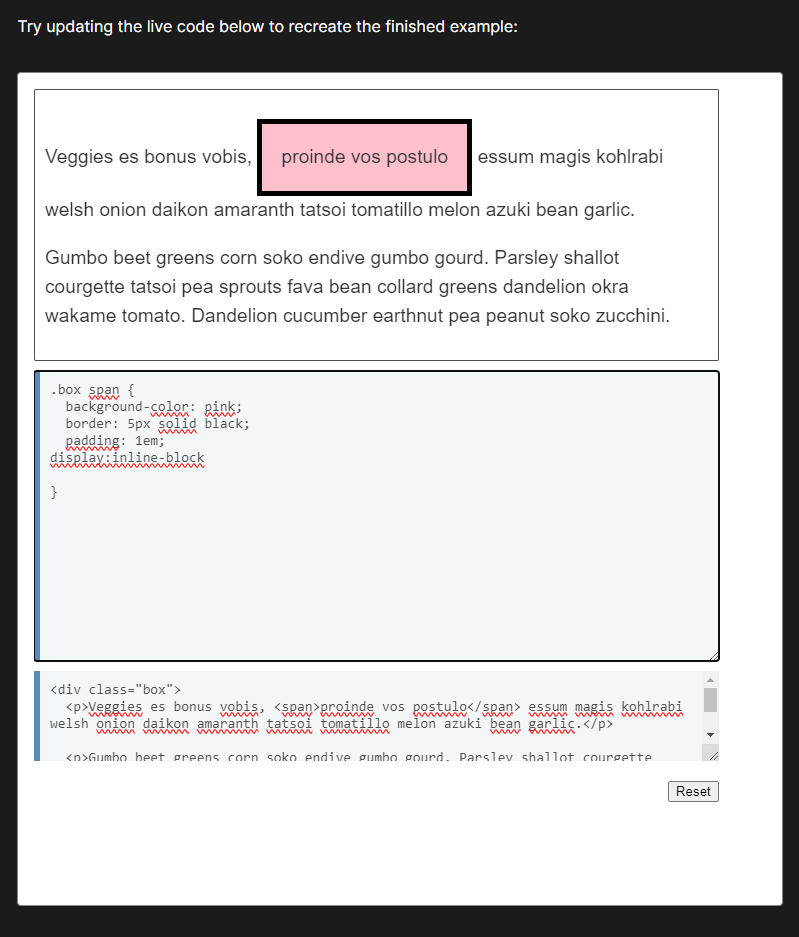 Try updating the live code below to recreate the finished example:
Veggies es bonus vobis, proinde vos postulo essum magis kohlrabi
welsh onion daikon amaranth tatsoi tomatillo melon azuki bean garlic.
Gumbo beet greens corn soko endive gumbo gourd. Parsley shallot
courgette tatsoi pea sprouts fava bean collard greens dandelion okra
wakame tomato. Dandelion cucumber earthnut pea peanut soko zucchini.
.box span {
  background-color: pink;
  border: 5px solid black;
  padding: 1em;
display:inline-block
}
<div class="box">
  <p>Veggies es bonus vobis, <span>proinde vos postulo</span> essum magis kohlrabi
welsh onion daikon amaranth tatsoi tomatillo melon azuki bean garlic.</p>
  <p>Gumbo beet greens corn soko endive gumbo gourd. Parsley shallot courgette
Reset